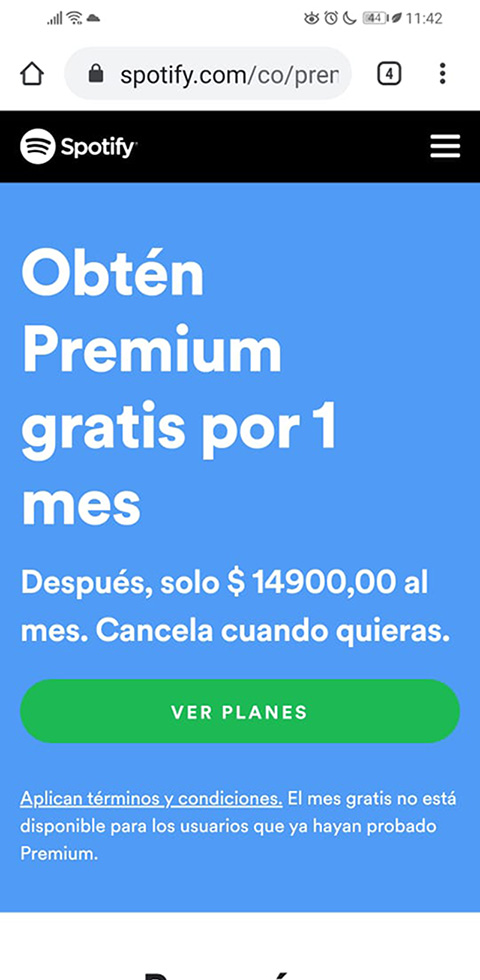 44 11:42
spotify.com/co/prem
4
Spotify
Obtén
Premium
gratis por 1
mes
Después, solo $ 14900,00 al
mes. Cancela cuando quieras.
VER PLANES
Aplican términos y condiciones. El mes gratis no está
disponible para los usuarios que ya hayan probado
Premium.